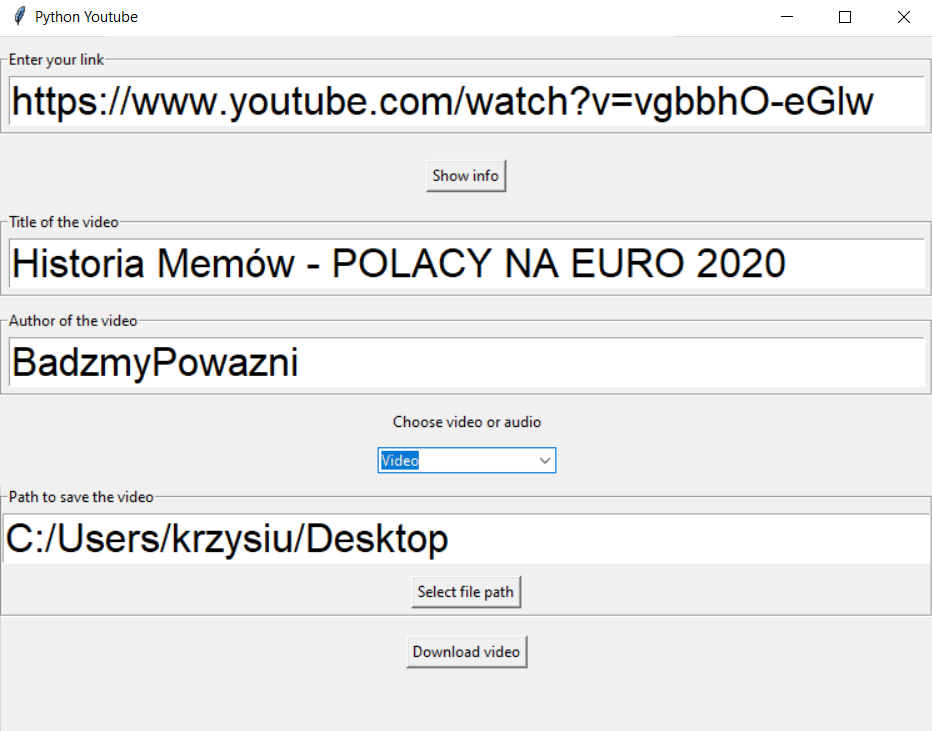 Python Youtube
Enter your link
https://www.youtube.com/watch?v=vgbbhO-eGlw
Show info
Title of the video
Historia Memów - POLACY NA EURO 2020
Author of the video
BadzmyPowazni
Choose video or audio
Video
Path to save the video
C:/Users/krzysiu/Desktop
Select file path
Download video